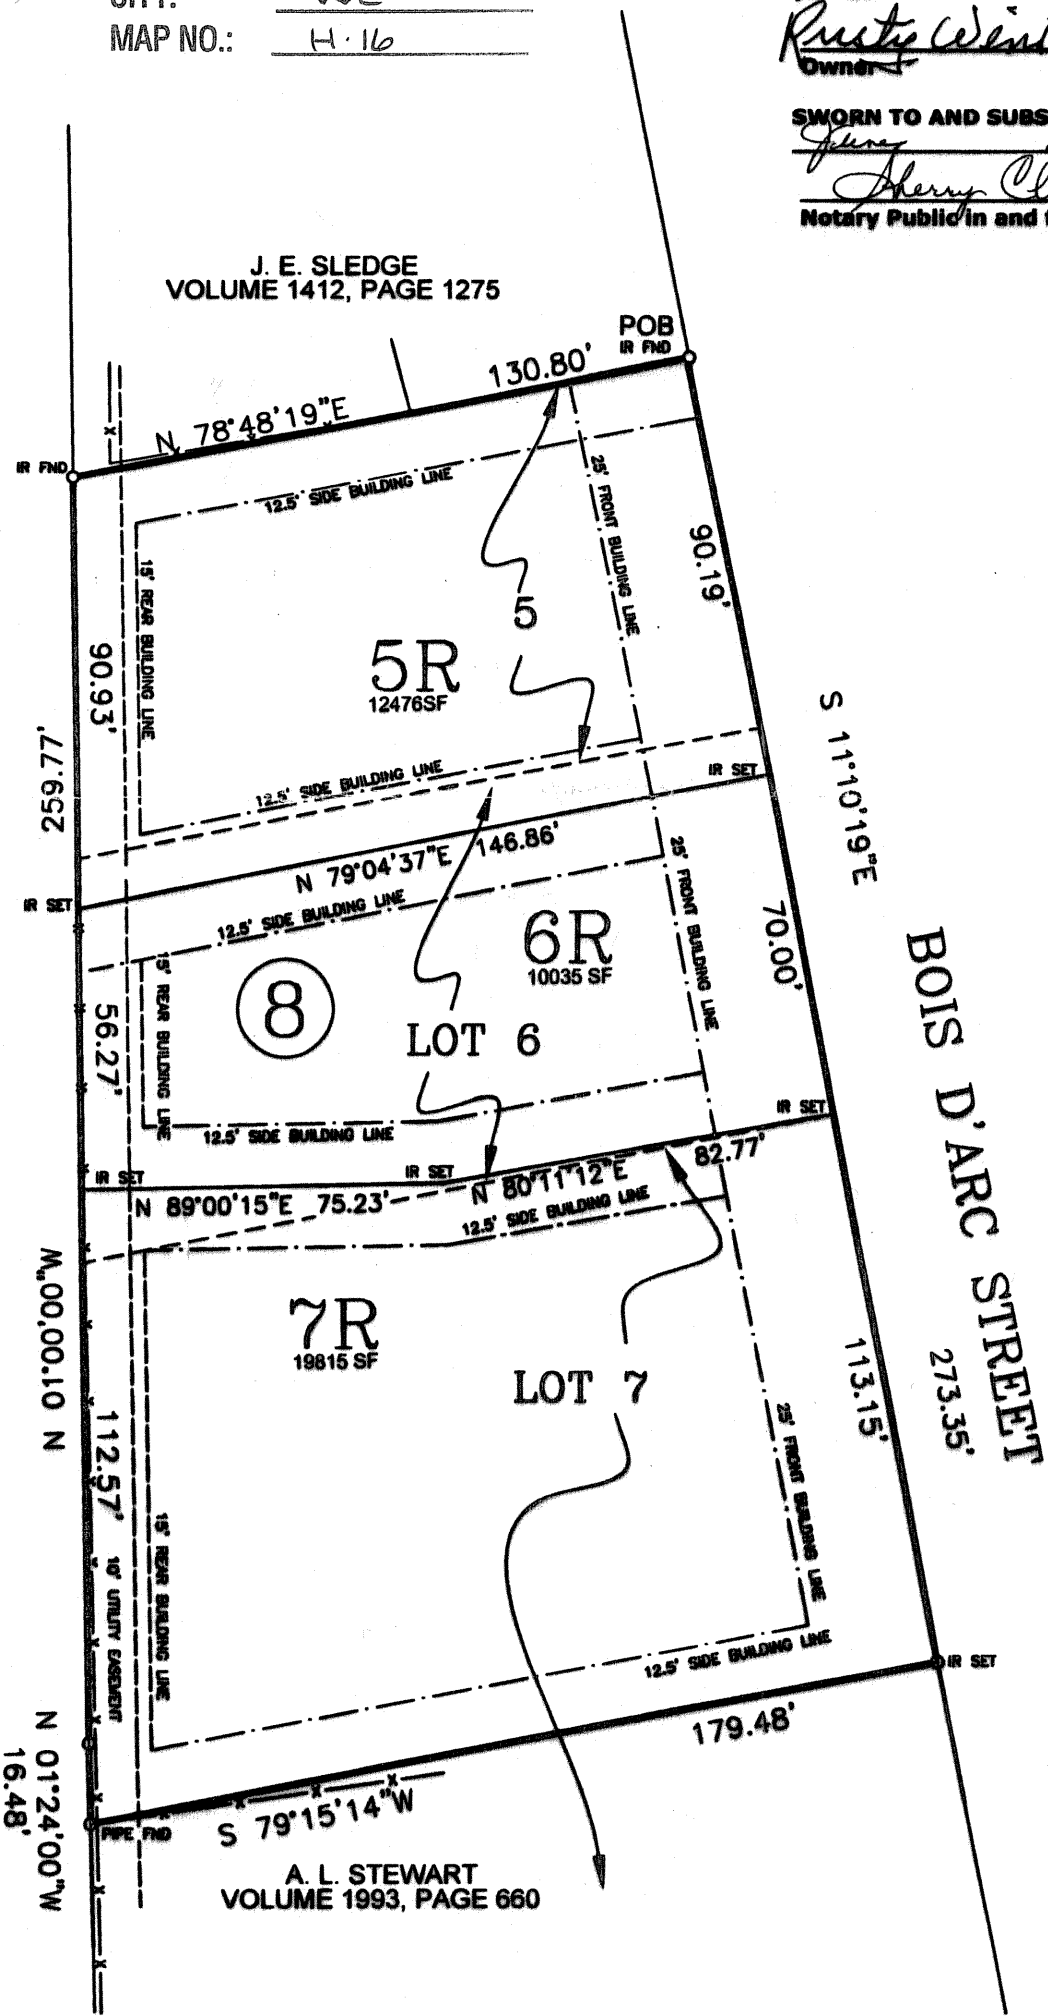 MAP NO.: H-16
Rusty
Owner
SWORN TO AND SUBS
Sherry
Notary Public in and
J. E. SLEDGE
VOLUME 1412, PAGE 1275
POB
IR FND
130.80'
N 78°48'19"E
IR FND
12.5' SIDE BUILDING LINE
25' FRONT BUILDING LINE
15' REAR BUILDING LINE
90.19'
5
5R
12476SF
90.93'
259.77'
S 11°10'19"E
12.5' SIDE BUILDING LINE
IR SET
N 79°04'37"E 146.86'
IR SET
12.5' SIDE BUILDING LINE
25' FRONT BUILDING LINE
6R
10035 SF
70.00'
BOIS D'ARC STREET
273.35'
15' REAR BUILDING LINE
8
56.27'
LOT 6
12.5' SIDE BUILDING LINE
IR SET
82.77'
IR SET
IR SET
N 80°11'12"E
N 89°00'15"E 75.23'
12.5' SIDE BUILDING LINE
N 01°00'00"W
7R
19815 SF
LOT 7
113.15'
112.57'
25' FRONT BUILDING LINE
15' REAR BUILDING LINE
10' UTILITY EASEMENT
12.5' SIDE BUILDING LINE
IR SET
179.48'
N 01°24'00"W
16.48'
PIPE FND
S 79°15'14"W
A. L. STEWART
VOLUME 1993, PAGE 660